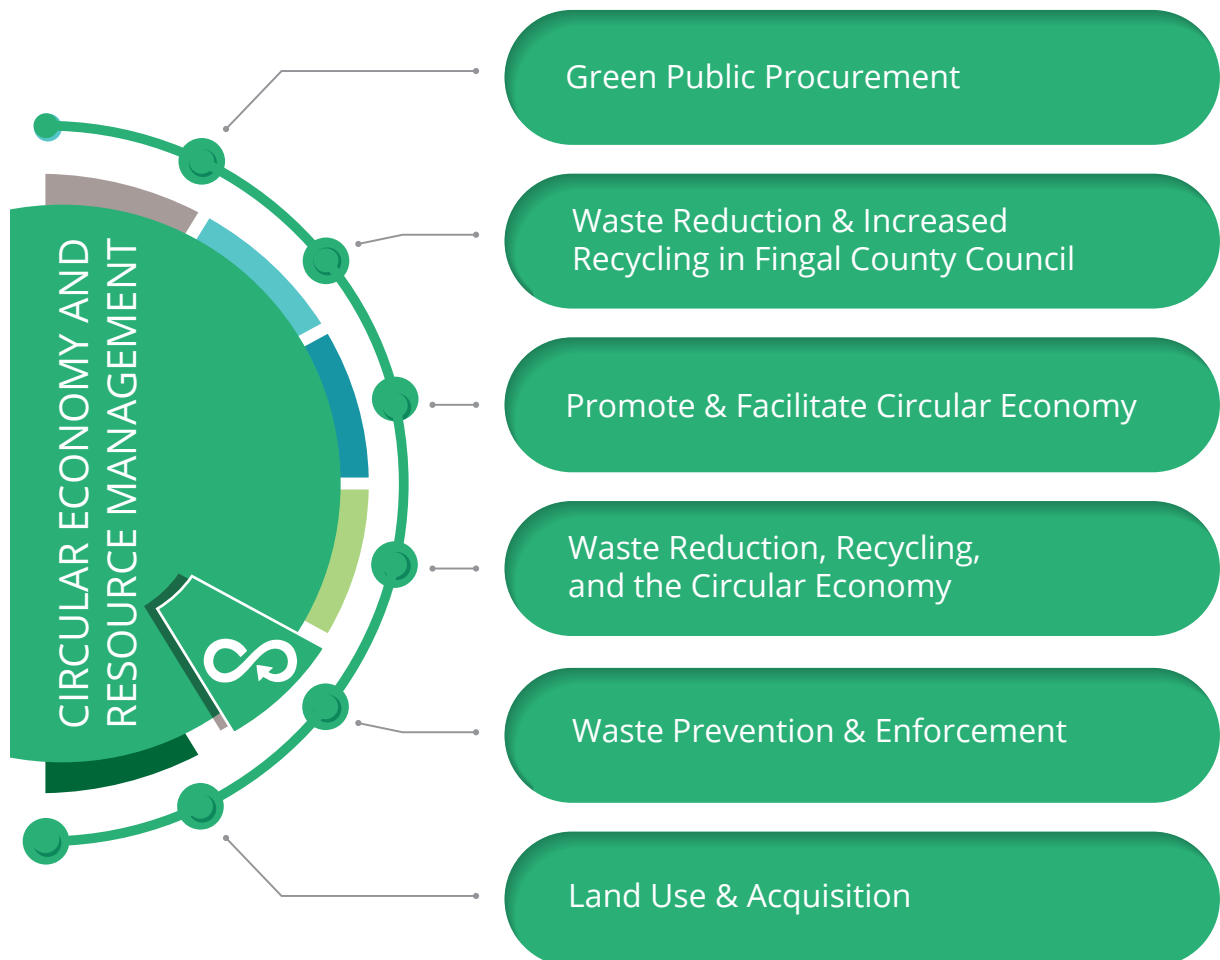 CIRCULAR ECONOMY AND
RESOURCE MANAGEMENT
Green Public Procurement
Waste Reduction & Increased
Recycling in Fingal County Council
Promote & Facilitate Circular Economy
Waste Reduction, Recycling,
and the Circular Economy
Waste Prevention & Enforcement
Land Use & Acquisition